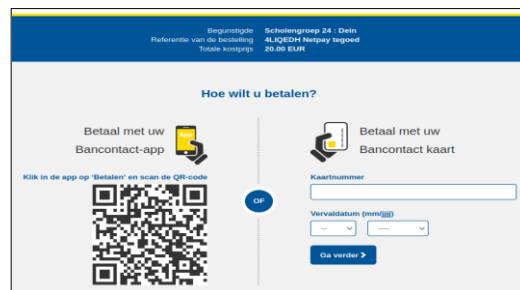 Begunstigde Scholengroep 24 : Dein
Referentie van de bestelling 4LIQEDH Netpay tegoed
Totale kostprijs 20.00 EUR
Hoe wilt u betalen?
Betaal met uw
Bancontact-app
App
Klik in de app op 'Betalen' en scan de QR-code
OF
Betaal met uw
Bancontact kaart
Kaartnummer
Vervaldatum (mm/jjjj)
-- ----
Ga verder